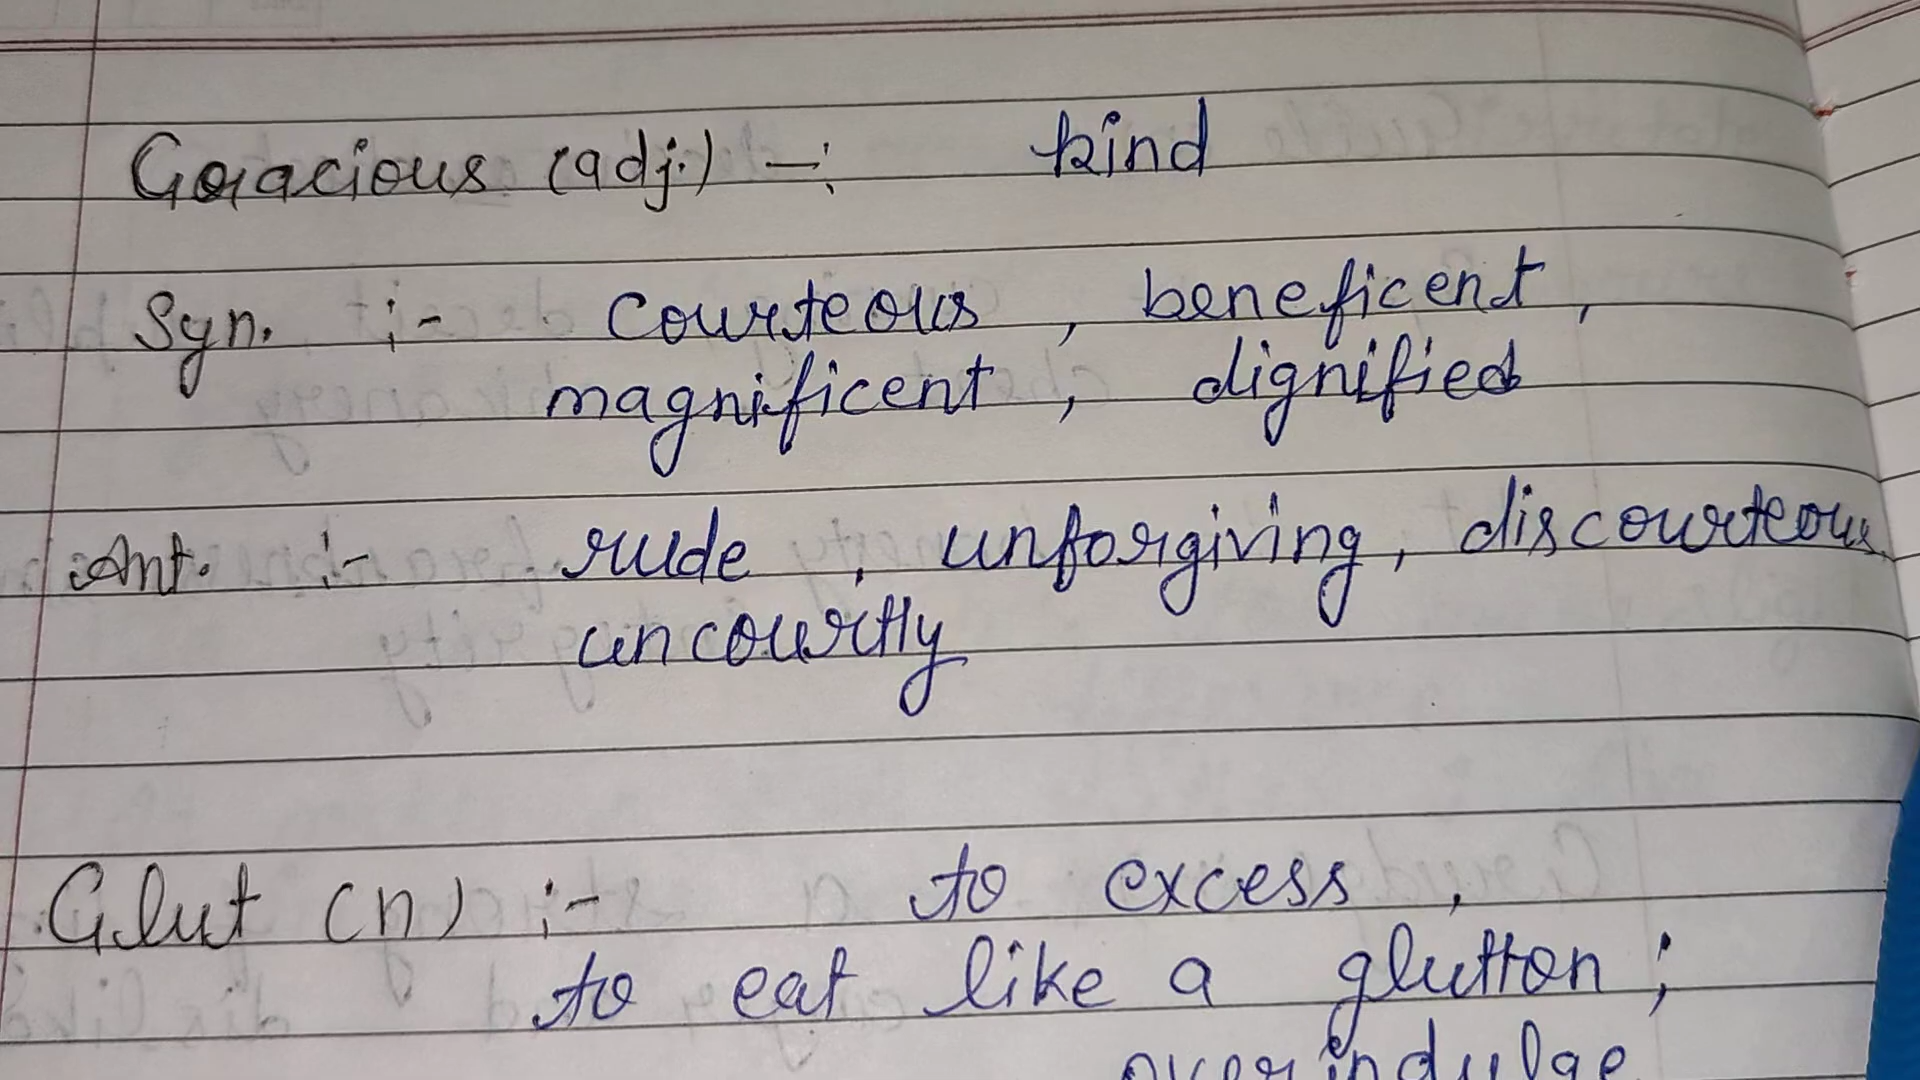 Gracious (adj.) -: kind
Syn. :- courteous, beneficent,
magnificent, dignified
Ant. :- rude, unforgiving, discourteous
uncourtly
Glut (n) :- to excess,
to eat like a glutton;
overindulge